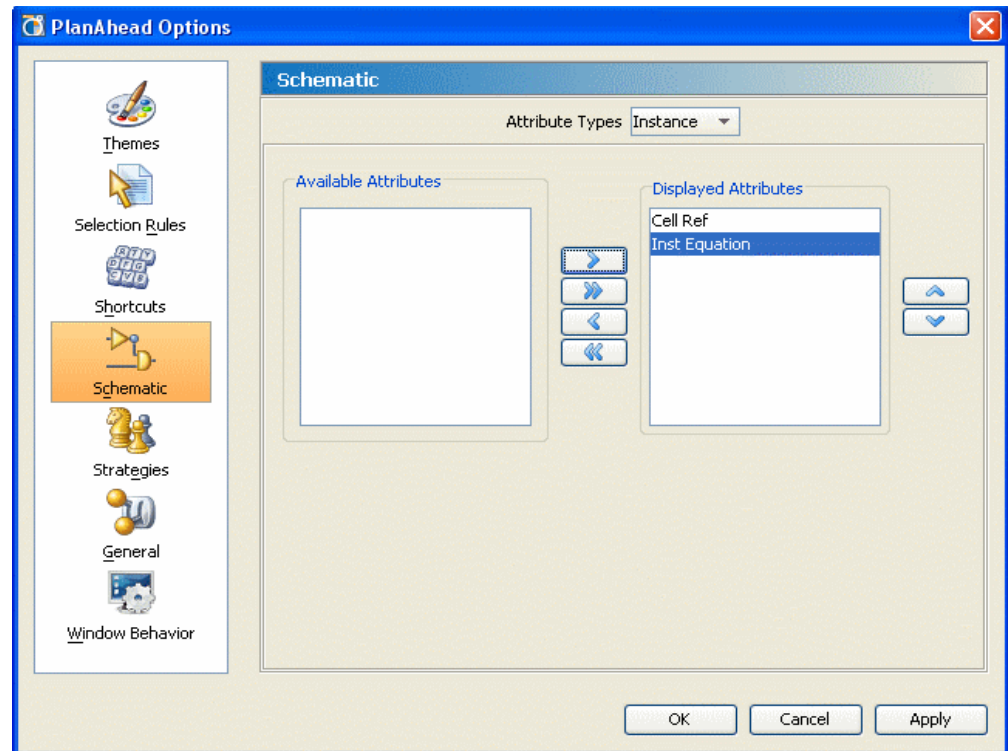 PlanAhead Options
Themes
Selection Rules
Shortcuts
Schematic
Strategies
General
Window Behavior
Schematic
Attribute Types Instance
Available Attributes
Displayed Attributes
Cell Ref
Inst Equation
OK Cancel Apply